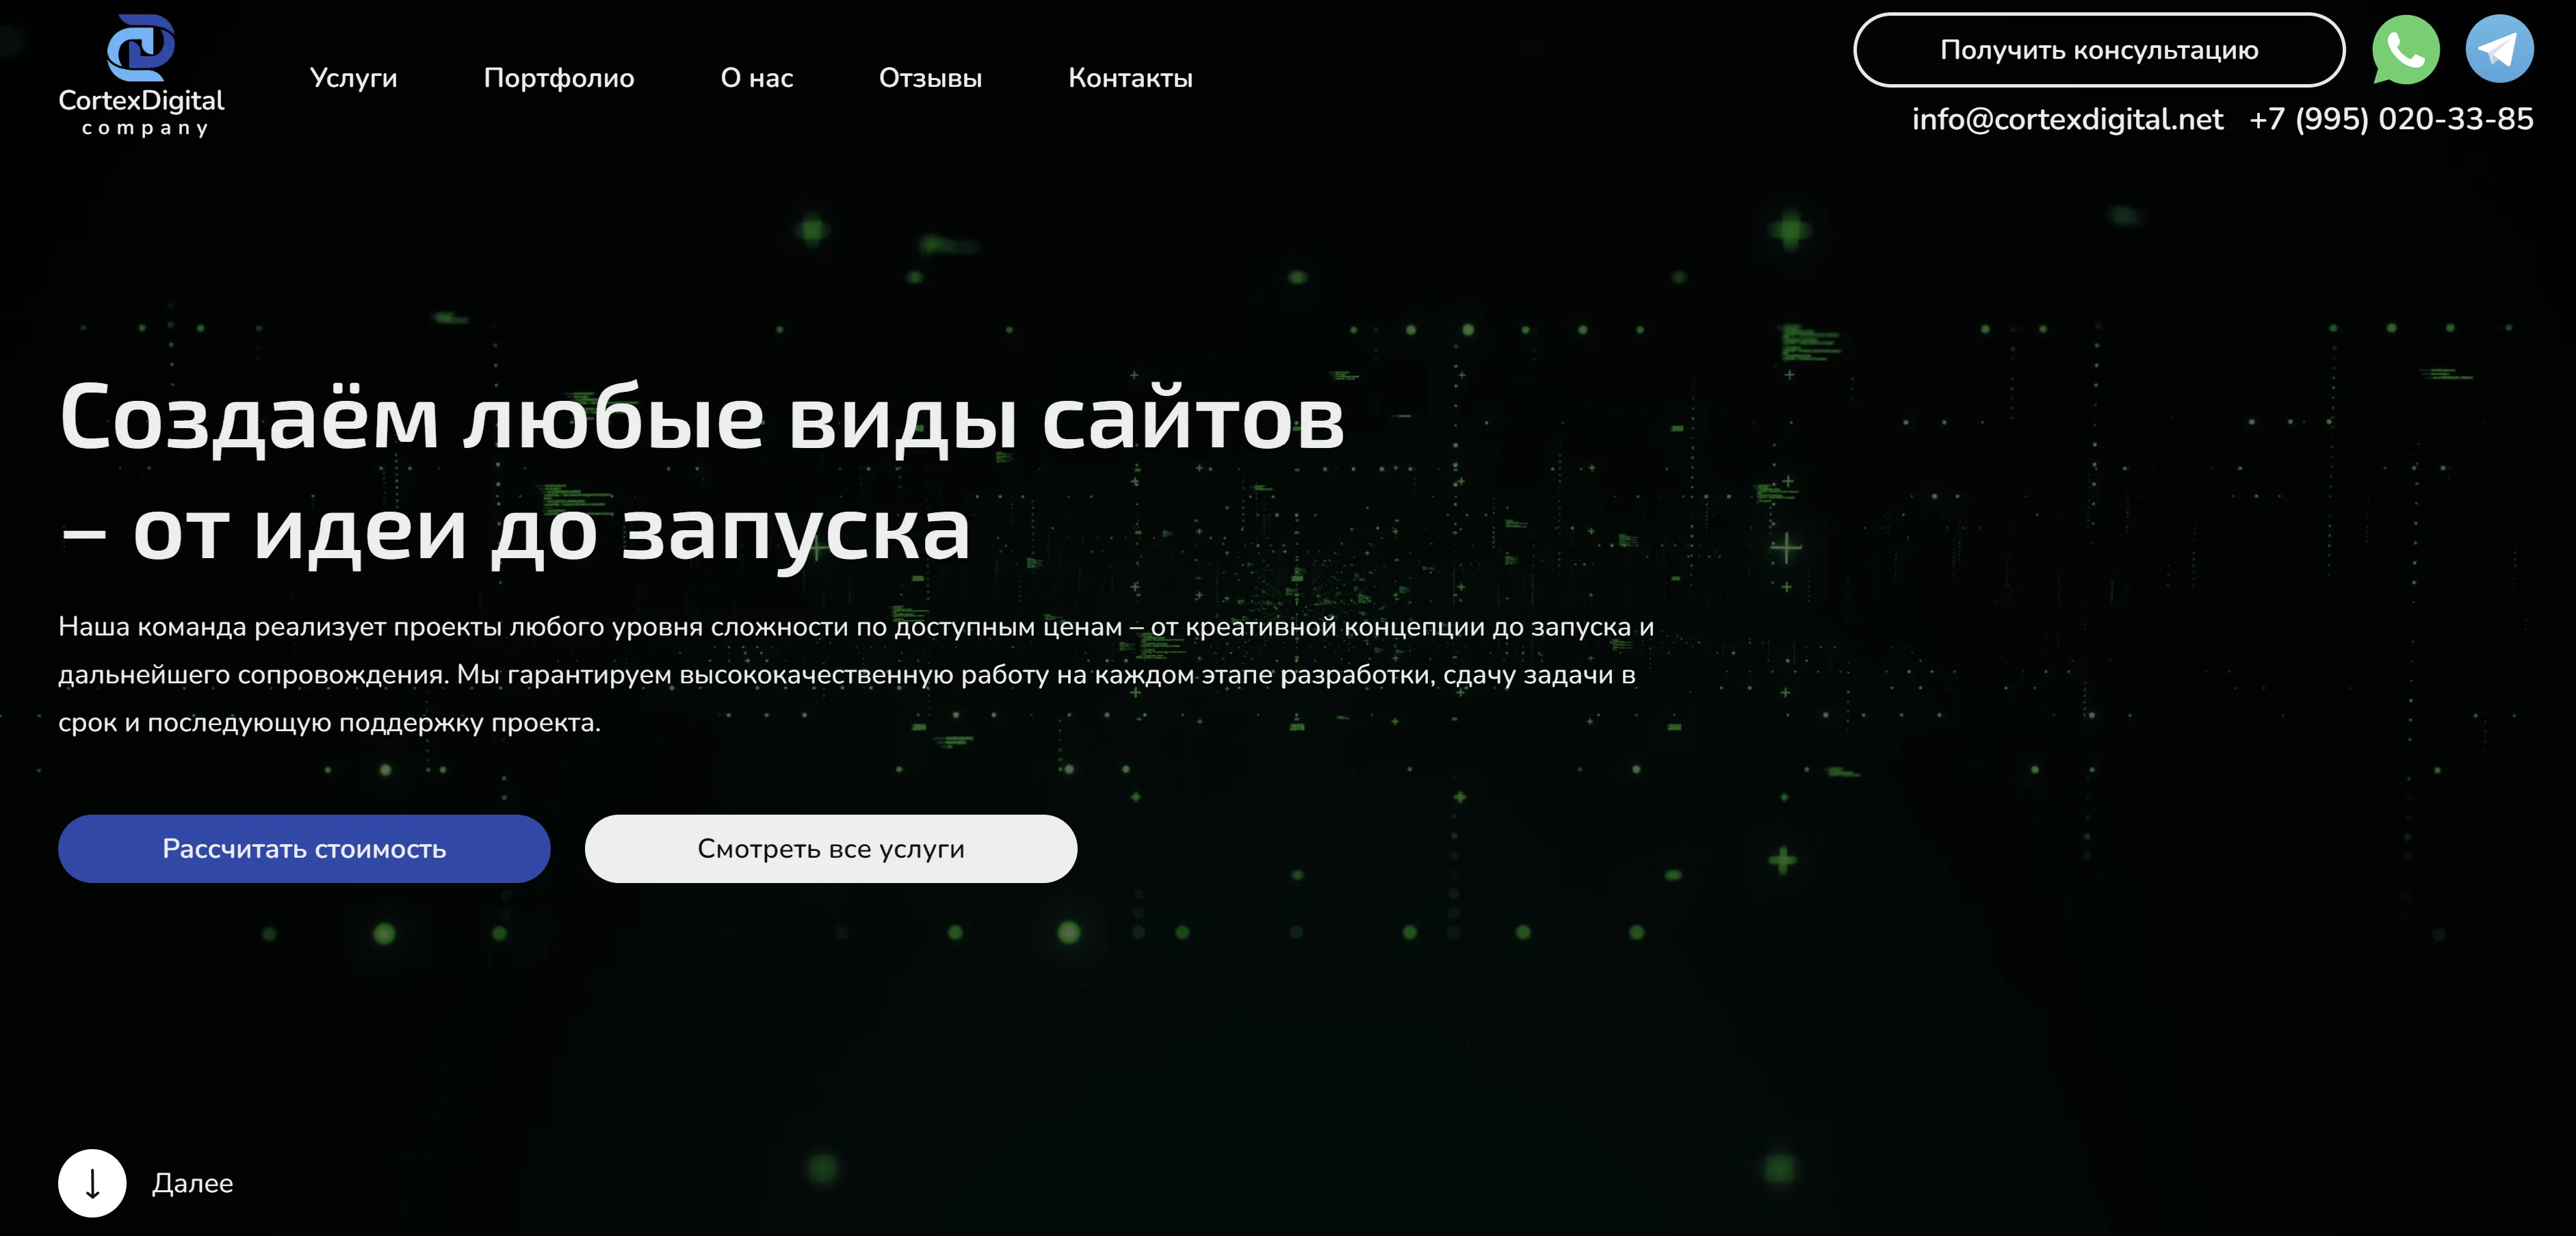 CortexDigital
company
Услуги
Портфолио
О нас
Отзывы
Контакты
Получить консультацию
info@cortexdigital.net +7 (995) 020-33-85
Создаём любые виды сайтов
– от идеи до запуска
Наша команда реализует проекты любого уровня сложности по доступным ценам – от креативной концепции до запуска и
дальнейшего сопровождения. Мы гарантируем высококачественную работу на каждом этапе разработки, сдачу задачи в
срок и последующую поддержку проекта.
Рассчитать стоимость
Смотреть все услуги
Далее